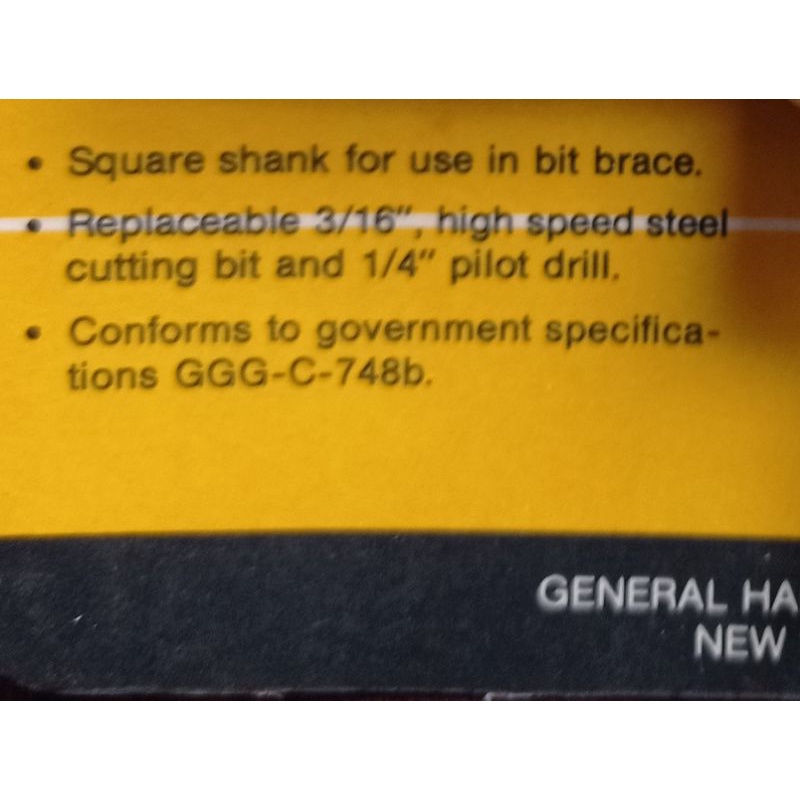 • Square shank for use in bit brace.
• Replaceable 3/16", high speed steel
cutting bit and 1/4" pilot drill.
• Conforms to government specifica-
tions GGG-C-748b.
GENERAL HA
NEW